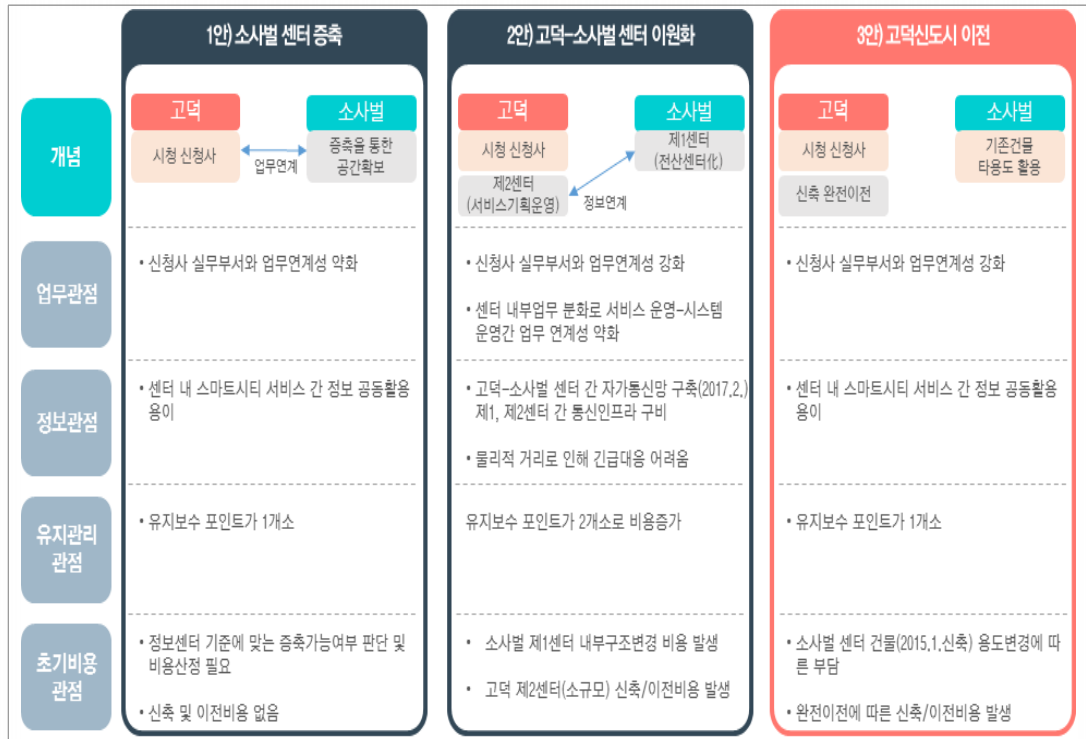 1안) 소사벌 센터 증축
2안) 고덕-소사벌 센터 이원화
3안) 고덕신도시 이전
개념
고덕
소사벌
시청 신청사
업무연계
증축을 통한
공간확보
고덕
소사벌
시청 신청사
제1센터
(전산센터化)
제2센터
(서비스기획운영)
정보연계
고덕
소사벌
시청 신청사
기존건물
타용도 활용
신축 완전이전
업무관점
• 신청사 실무부서와 업무연계성 약화
• 신청사 실무부서와 업무연계성 강화
• 센터 내부업무 분화로 서비스 운영-시스템
운영간 업무 연계성 약화
• 신청사 실무부서와 업무연계성 강화
정보관점
• 센터 내 스마트시티 서비스 간 정보 공동활용
용이
• 고덕-소사벌 센터 간 자가통신망 구축(2017.2.)
제1, 제2센터 간 통신인프라 구비
• 물리적 거리로 인해 긴급대응 어려움
• 센터 내 스마트시티 서비스 간 정보 공동활용
용이
유지관리
관점
• 유지보수 포인트가 1개소
유지보수 포인트가 2개소로 비용증가
• 유지보수 포인트가 1개소
초기비용
관점
• 정보센터 기준에 맞는 증축가능여부 판단 및
비용산정 필요
• 신축 및 이전비용 없음
• 소사벌 제1센터 내부구조변경 비용 발생
• 고덕 제2센터(소규모) 신축/이전비용 발생
• 소사벌 센터 건물(2015.1.신축) 용도변경에 따
른 부담
• 완전이전에 따른 신축/이전비용 발생